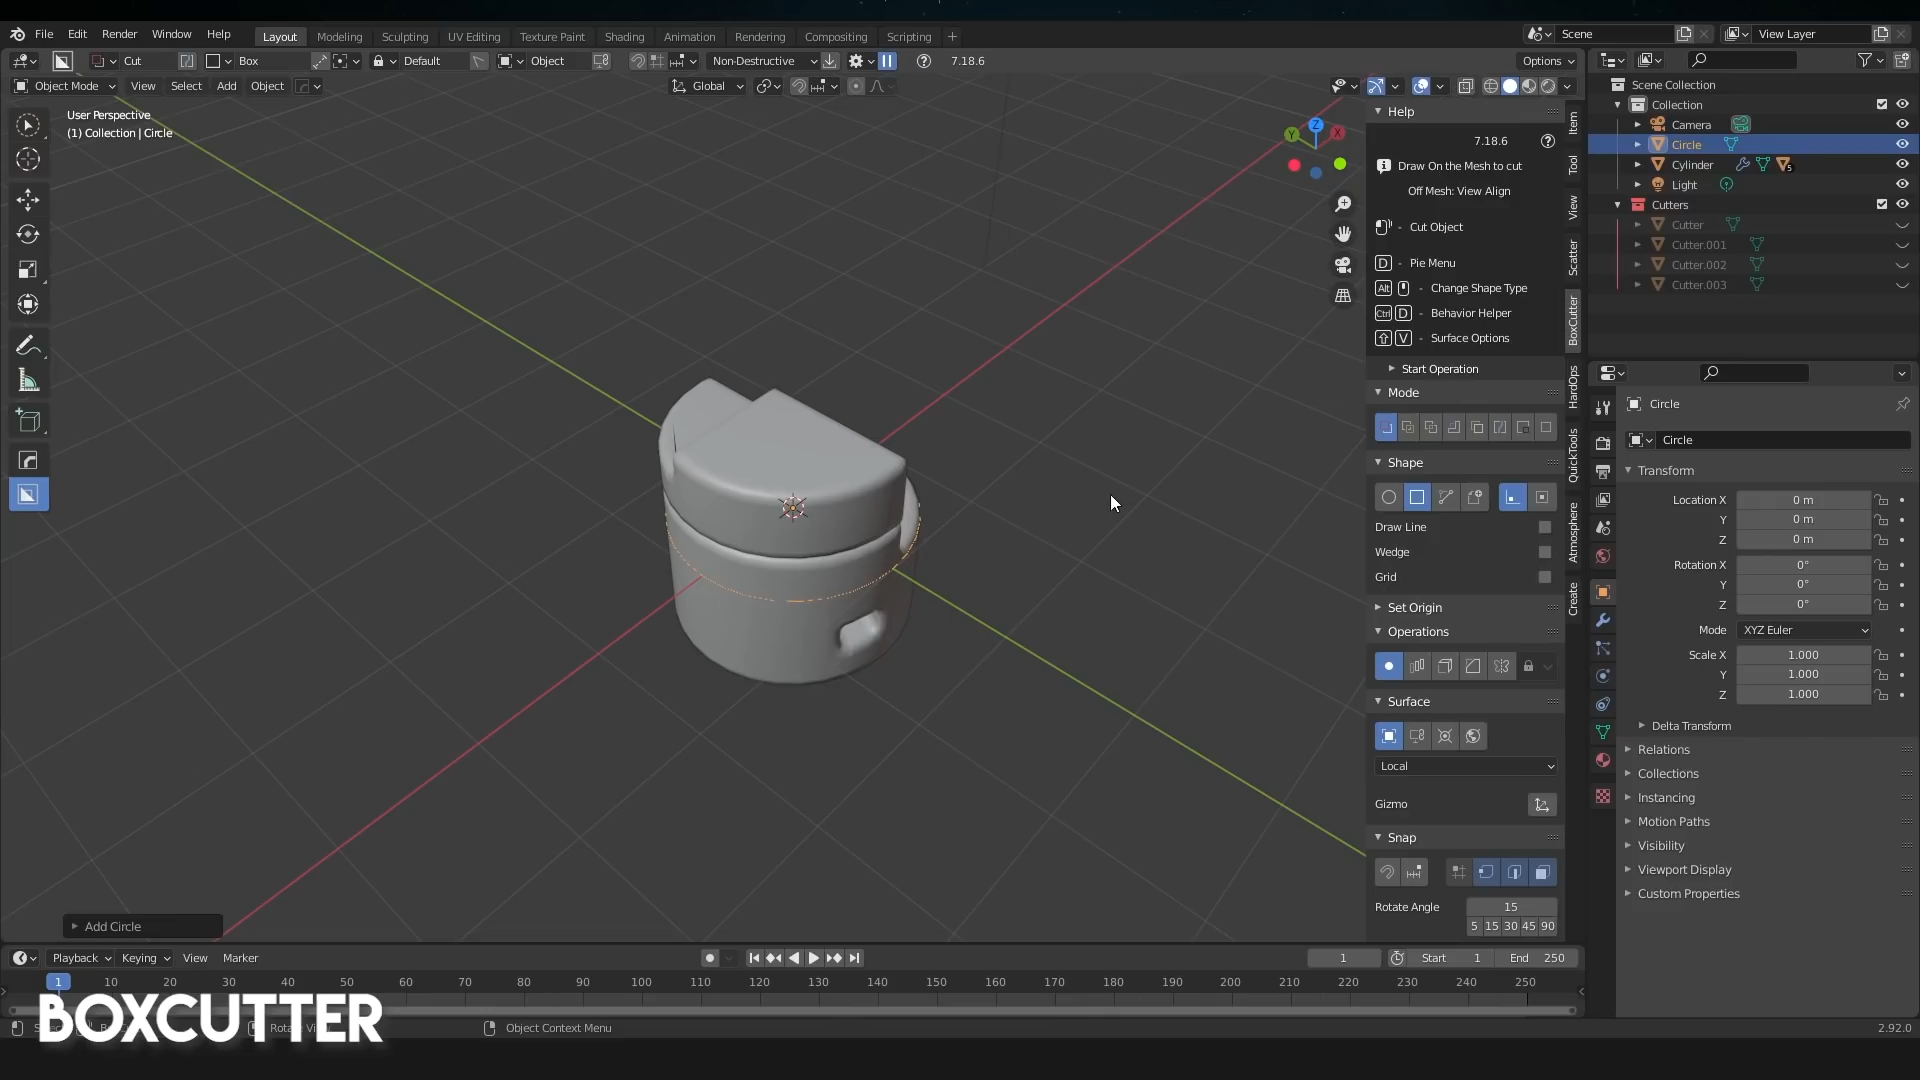 File Edit Render Window Help
Layout Modeling Sculpting UV Editing Texture Paint Shading Animation Rendering Compositing Scripting
Scene View Layer
Cut Box Default Object Non-Destructive 7.18.6 Options
Object Mode View Select Add Object Global
User Perspective
(1) Collection | Circle
Z
Y
X
Help
7.18.6
Draw On the Mesh to cut
Off Mesh: View Align
Cut Object
D - Pie Menu
Alt - Change Shape Type
Ctrl D - Behavior Helper
V - Surface Options
Start Operation
Mode
Shape
Draw Line
Wedge
Grid
Set Origin
Operations
Surface
Local
Gizmo
Snap
Rotate Angle 15
5 15 30 45 90
Item
Tool
View
Scatter
BoxCutter
HardOps
QuickTools
Atmosphere
Create
Scene Collection
Collection
Camera
Circle
Cylinder 5
Light
Cutters
Cutter
Cutter.001
Cutter.002
Cutter.003
Circle
Circle
Transform
Location X 0 m
Y 0 m
Z 0 m
Rotation X 0°
Y 0°
Z 0°
Mode XYZ Euler
Scale X 1.000
Y 1.000
Z 1.000
Delta Transform
Relations
Collections
Instancing
Motion Paths
Visibility
Viewport Display
Custom Properties
Add Circle
Playback Keying View Marker 1 Start 1 End 250
1 10 20 30 40 50 60 70 80 90 100 110 120 130 140 150 160 170 180 190 200 210 220 230 240 250
BOXCUTTER
Object Context Menu
2.92.0